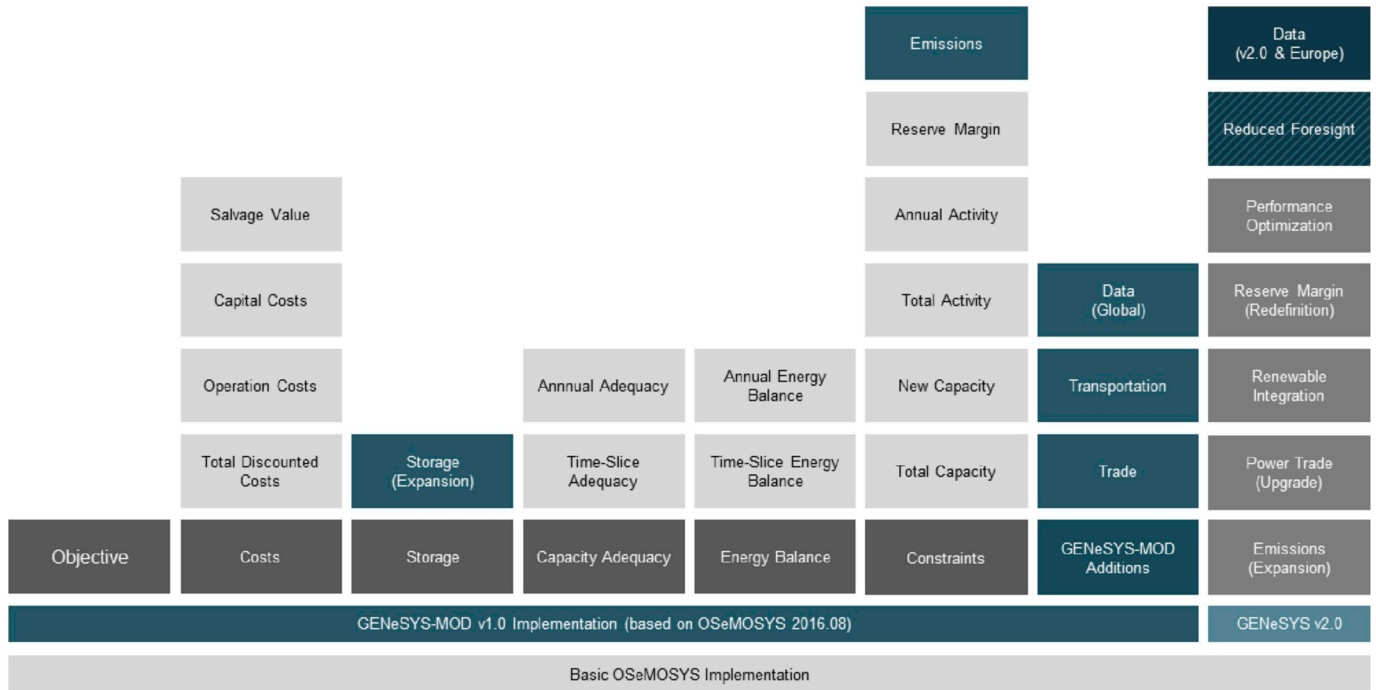 Emissions
Data
(v2.0 & Europe)
Reserve Margin
Reduced Foresight
Salvage Value
Annual Activity
Performance
Optimization
Capital Costs
Total Activity
Data
(Global)
Reserve Margin
(Redefinition)
Operation Costs
Annnual Adequacy
Annual Energy
Balance
New Capacity
Transportation
Renewable
Integration
Total Discounted
Costs
Storage
(Expansion)
Time-Slice
Adequacy
Time-Slice Energy
Balance
Total Capacity
Trade
Power Trade
(Upgrade)
Objective
Costs
Storage
Capacity Adequacy
Energy Balance
Constraints
GENeSYS-MOD
Additions
Emissions
(Expansion)
GENeSYS-MOD v1.0 Implementation (based on OSeMOSYS 2016.08)
GENeSYS v2.0
Basic OSeMOSYS Implementation